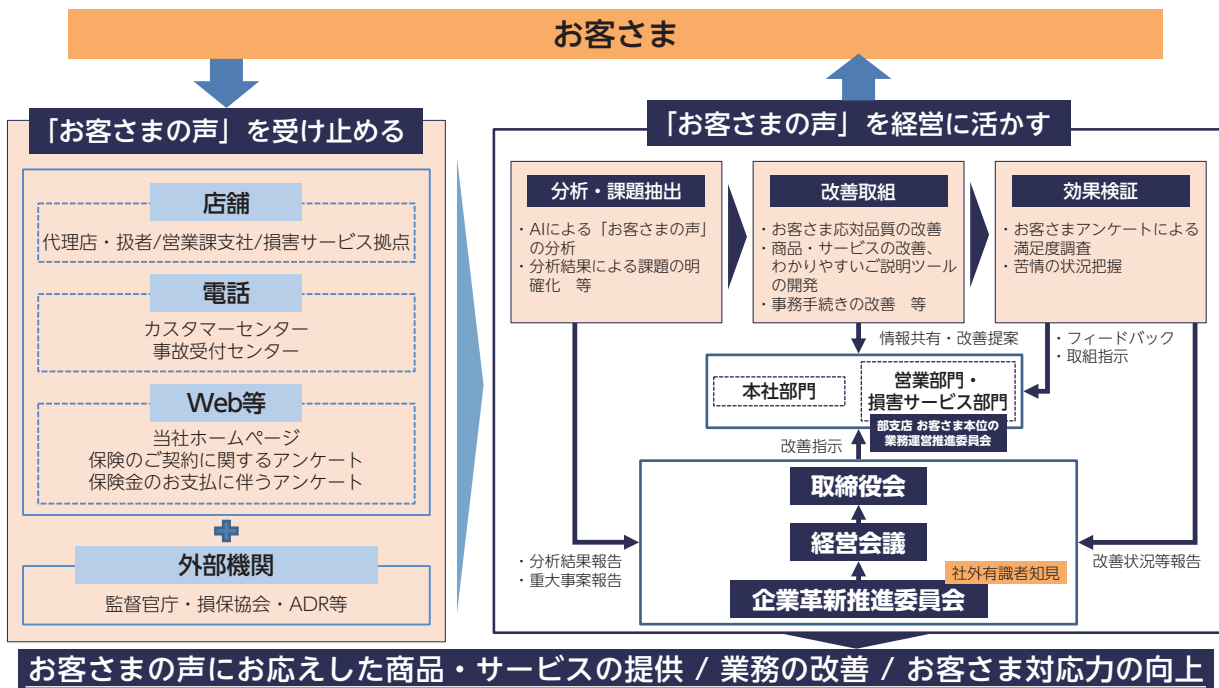 お客さま
「お客さまの声」を受け止める
店舗
代理店・扱者/営業課支社/損害サービス拠点
電話
カスタマーセンター
事故受付センター
Web等
当社ホームページ
保険のご契約に関するアンケート
保険金のお支払に伴うアンケート
外部機関
監督官庁・損保協会・ADR等
「お客さまの声」を経営に活かす
分析・課題抽出
・AIによる「お客さまの声」
の分析
・分析結果による課題の明
確化 等
改善取組
・お客さま応対品質の改善
・商品・サービスの改善、
わかりやすいご説明ツール
の開発
・事務手続きの改善 等
効果検証
・お客さまアンケートによる
満足度調査
・苦情の状況把握
情報共有・改善提案
・フィードバック
・取組指示
本社部門
営業部門・
損害サービス部門
部支店 お客さま本位の
業務運営推進委員会
改善指示
取締役会
経営会議
社外有識者知見
企業革新推進委員会
・分析結果報告
・重大事案報告
改善状況等報告
お客さまの声にお応えした商品・サービスの提供 / 業務の改善 / お客さま対応力の向上